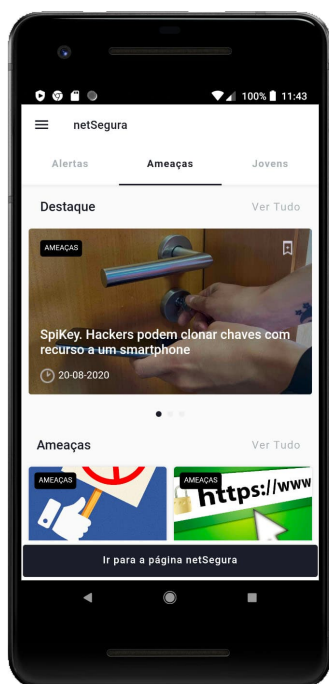 100% 11:43
netSegura
Alertas Ameaças Jovens
Destaque Ver Tudo
AMEAÇAS
SpiKey. Hackers podem clonar chaves com
recurso a um smartphone
20-08-2020
Ameaças Ver Tudo
AMEAÇAS AMEAÇAS
https://www
Ir para a página netSegura